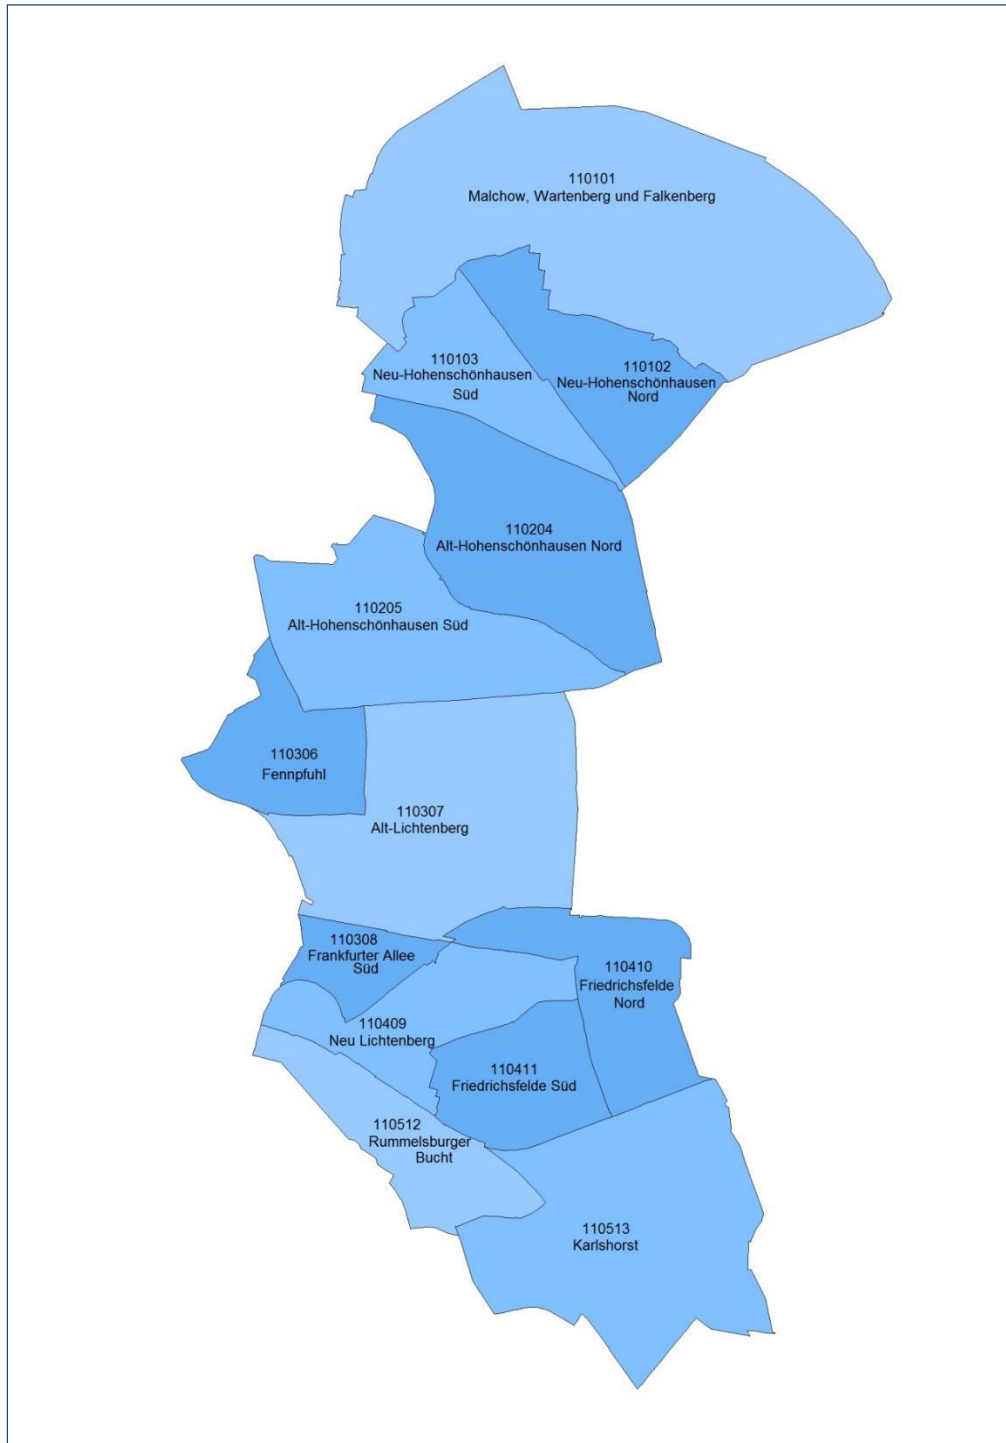 110101
Malchow, Wartenberg und Falkenberg
110103
Neu-Hohenschönhausen
Süd
110102
Neu-Hohenschönhausen
Nord
110204
Alt-Hohenschönhausen Nord
110205
Alt-Hohenschönhausen Süd
110306
Fennpfuhl
110307
Alt-Lichtenberg
110308
Frankfurter Allee
Süd
110410
Friedrichsfelde
Nord
110409
Neu Lichtenberg
110411
Friedrichsfelde Süd
110512
Rummelsburger
Bucht
110513
Karlshorst